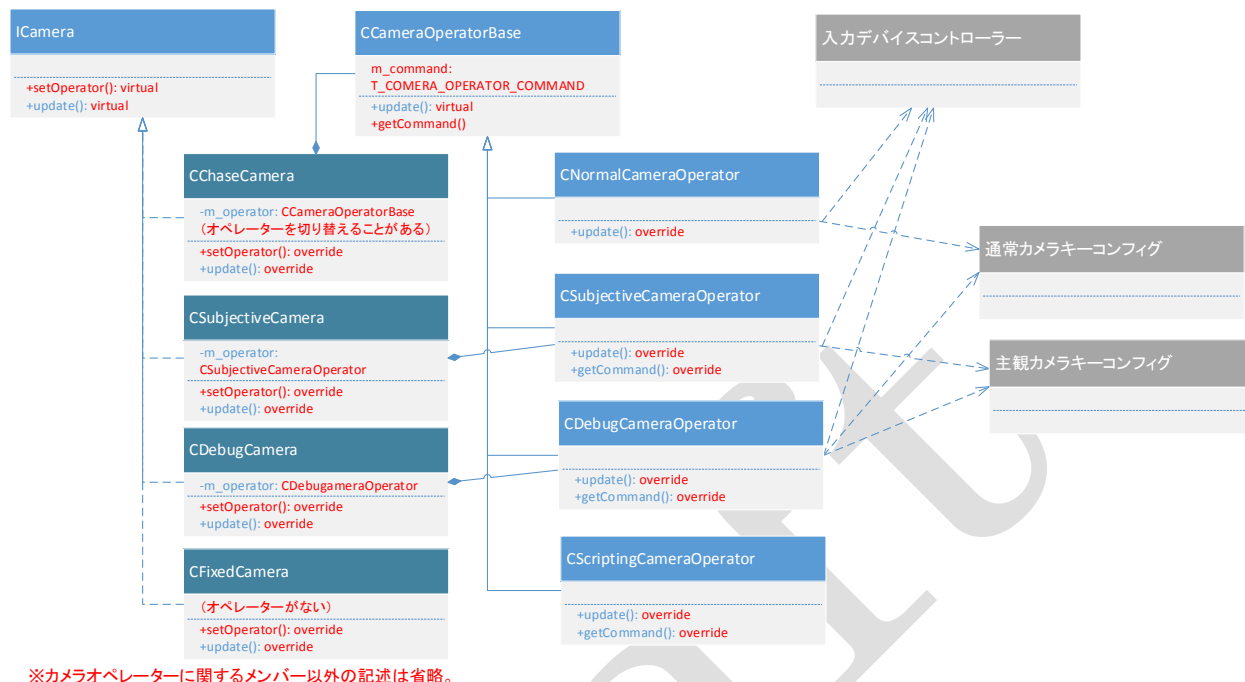 ICamera
+setOperator(): virtual
+update(): virtual
CCameraOperatorBase
m_command:
T_COMERA_OPERATOR_COMMAND
+update(): virtual
+getCommand()
入力デバイスコントローラー
CChaseCamera
-m_operator: CCameraOperatorBase
（オペレーターを切り替えることがある）
+setOperator(): override
+update(): override
CNormalCameraOperator
+update(): override
通常カメラキーコンフィグ
CSubjectiveCamera
-m_operator:
CSubjectiveCameraOperator
+setOperator(): override
+update(): override
CSubjectiveCameraOperator
+update(): override
+getCommand(): override
主観カメラキーコンフィグ
CDebugCamera
-m_operator: CDebugameraOperator
+setOperator(): override
+update(): override
CDebugCameraOperator
+update(): override
+getCommand(): override
CFixedCamera
（オペレーターがない）
+setOperator(): override
+update(): override
CScriptingCameraOperator
+update(): override
+getCommand(): override
※カメラオペレーターに関するメンバー以外の記述は省略。